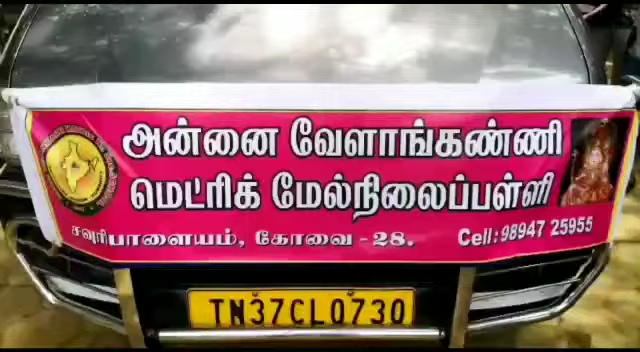 அன்னை வேளாங்கண்ணி
மெட்ரிக் மேல்நிலைப்பள்ளி
சவுரிபாளையம், கோவை - 28.
Cell: 98947 25955
TN37CL0730